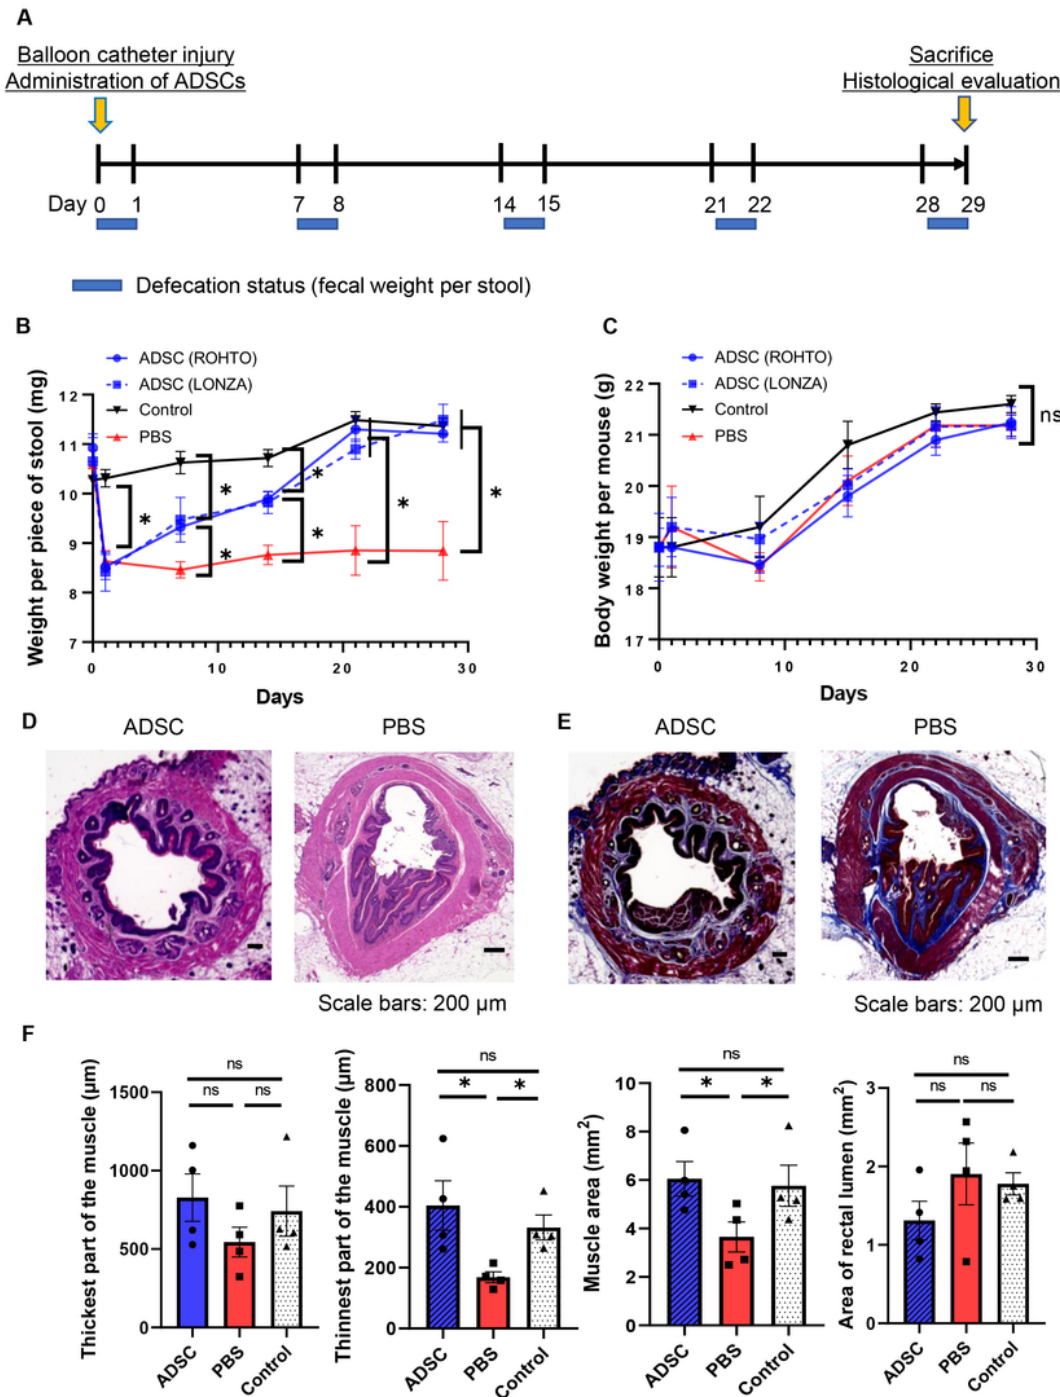 A
Balloon catheter injury
Administration of ADSCs
Sacrifice
Histological evaluation
Day 0 1 7 8 14 15 21 22 28 29
Defecation status (fecal weight per stool)
B
ADSC (ROHTO)
ADSC (LONZA)
Control
PBS
Weight per piece of stool (mg)
12
11
10
9
8
7
* * * * * * *
0 10 20 30
Days
C
ADSC (ROHTO)
ADSC (LONZA)
Control
PBS
Body weight per mouse (g)
22
21
20
19
18
17
ns
0 10 20 30
Days
D
ADSC PBS
Scale bars: 200 μm
E
ADSC PBS
Scale bars: 200 μm
F
Thickest part of the muscle (μm)
1500
1000
500
0
ns
ns ns
ADSC PBS Control
Thinnest part of the muscle (μm)
800
600
400
200
0
ns
* *
ADSC PBS Control
Muscle area (mm²)
10
8
6
4
2
0
ns
* *
ADSC PBS Control
Area of rectal lumen (mm²)
3
2
1
0
ns
ns ns
ADSC PBS Control